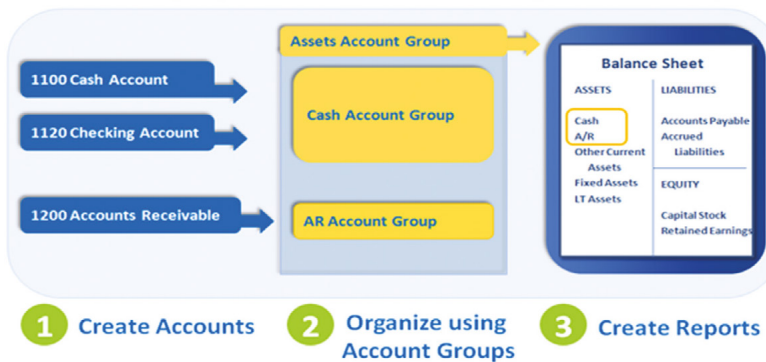 1100 Cash Account
1120 Checking Account
1200 Accounts Receivable
Assets Account Group
Cash Account Group
AR Account Group
Balance Sheet
ASSETS
Cash
A/R
Other Current
Assets
Fixed Assets
LT Assets
LIABILITIES
Accounts Payable
Accrued
Liabilities
EQUITY
Capital Stock
Retained Earnings
1 Create Accounts
2 Organize using
Account Groups
3 Create Reports